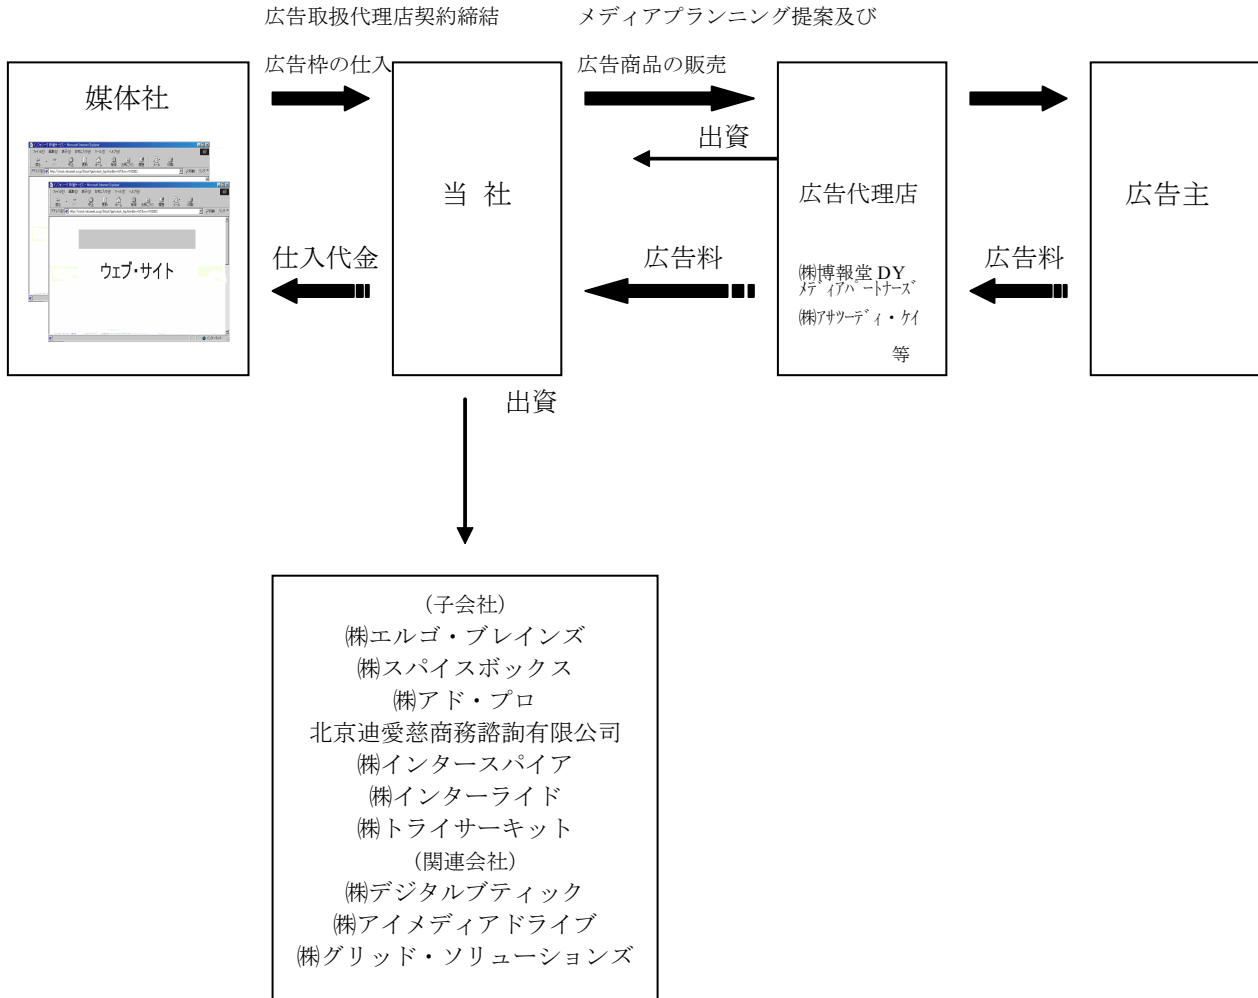 広告取扱代理店契約締結
メディアプランニング提案及び
広告枠の仕入
広告商品の販売
媒体社
出資
当 社
広告代理店
広告主
仕入代金
広告料
広告料
ウェブ・サイト
㈱博報堂 DY
メディアパートナーズ
㈱アサツーディ・ケイ
等
出資
（子会社）
㈱エルゴ・ブレインズ
㈱スパイスボックス
㈱アド・プロ
北京迪愛慈商務諮詢有限公司
㈱インタースパイア
㈱インターライド
㈱トライサーキット
（関連会社）
㈱デジタルブティック
㈱アイメディアドライブ
㈱グリッド・ソリューションズ